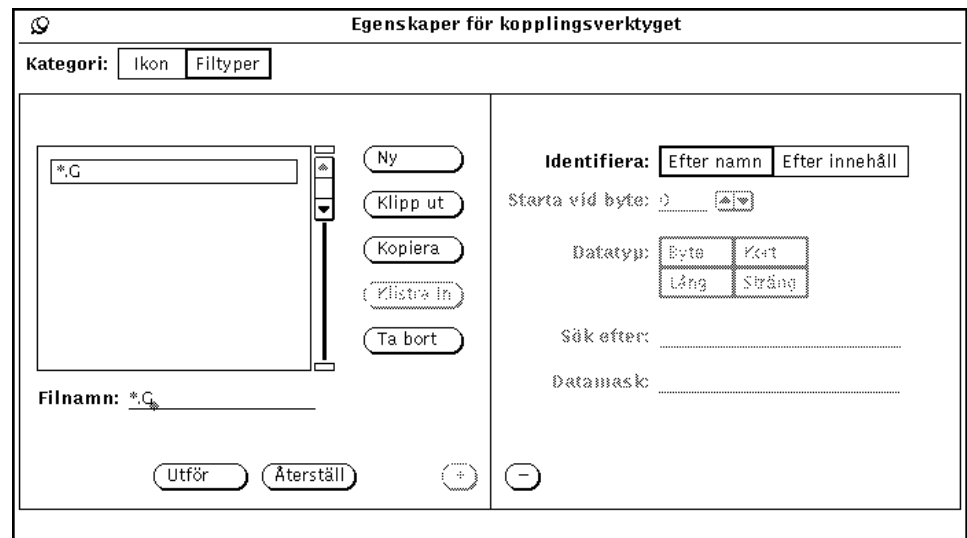 Egenskaper för kopplingsverktyget
Kategori: Ikon Filtyper
*.G
Ny
Klipp ut
Kopiera
Klistra in
Ta bort
Filnamn: *.G
Utför Återställ +
Identifiera: Efter namn Efter innehåll
Starta vid byte: 0
Datatyp: Byte Kort
Lång Sträng
Sök efter:
Datamask:
−